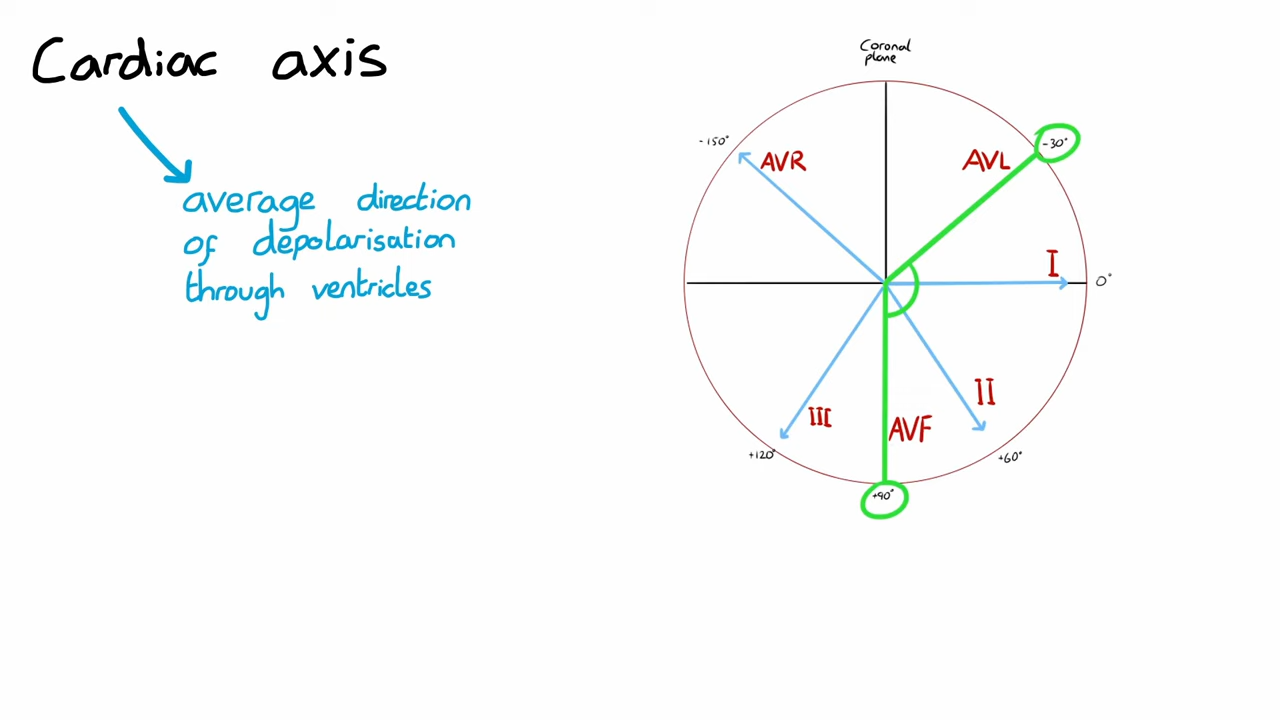 Cardiac axis
average direction
of depolarisation
through ventricles
Coronal
plane
-150°
-30°
AVR
AVL
I
0°
II
III
AVF
+120°
+60°
+90°